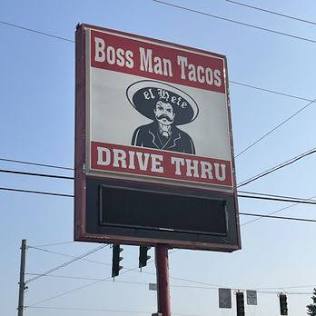 Boss Man Tacos
el Hefe
DRIVE THRU